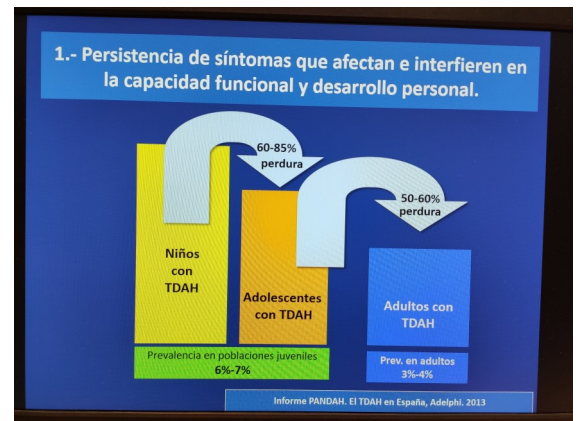 1.- Persistencia de síntomas que afectan e interfieren en
la capacidad funcional y desarrollo personal.
60-85%
perdura
50-60%
perdura
Niños
con
TDAH
Adolescentes
con TDAH
Adultos con
TDAH
Prevalencia en poblaciones juveniles
6%-7%
Prev. en adultos
3%-4%
Informe PANDAH. El TDAH en España, Adelphi. 2013